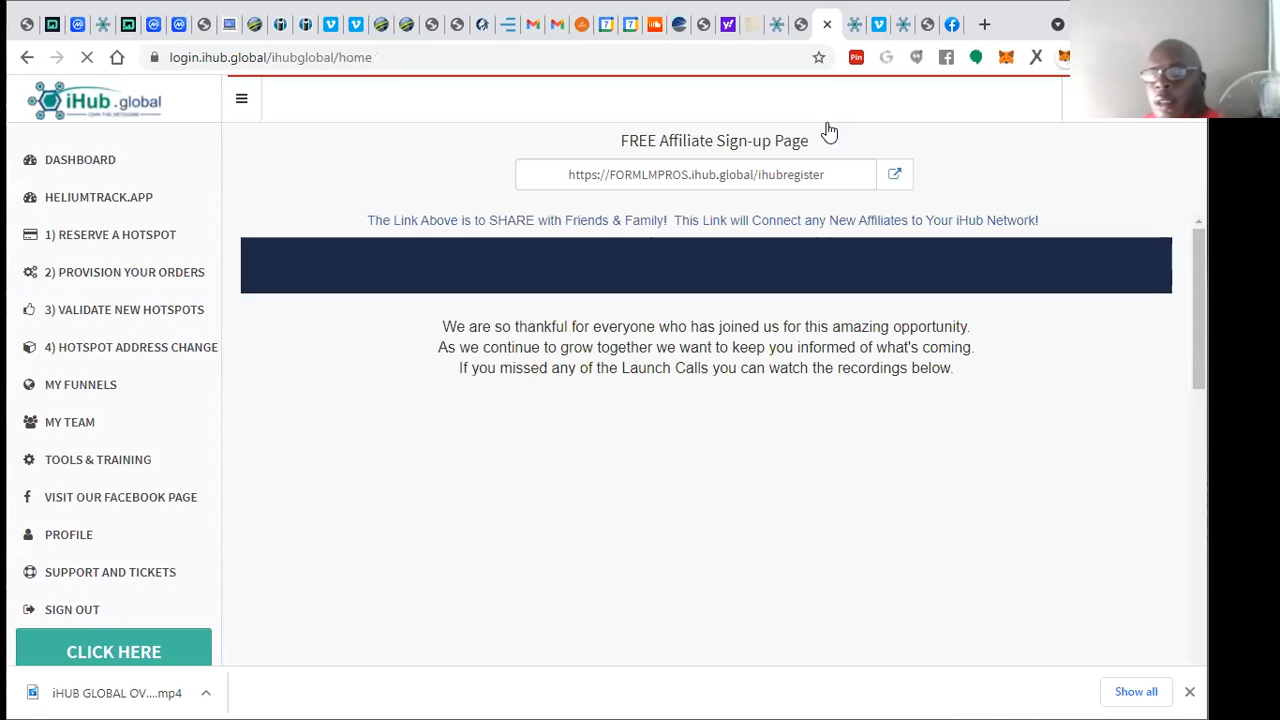 login.ihub.global/ihubglobal/home
iHub.global
FREE Affiliate Sign-up Page
https://FORMLMPROS.ihub.global/ihubregister
The Link Above is to SHARE with Friends & Family! This Link will Connect any New Affiliates to Your iHub Network!
We are so thankful for everyone who has joined us for this amazing opportunity.
As we continue to grow together we want to keep you informed of what's coming.
If you missed any of the Launch Calls you can watch the recordings below.
DASHBOARD
HELIUMTRACK.APP
1) RESERVE A HOTSPOT
2) PROVISION YOUR ORDERS
3) VALIDATE NEW HOTSPOTS
4) HOTSPOT ADDRESS CHANGE
MY FUNNELS
MY TEAM
TOOLS & TRAINING
VISIT OUR FACEBOOK PAGE
PROFILE
SUPPORT AND TICKETS
SIGN OUT
CLICK HERE
iHUB GLOBAL OV....mp4
Show all